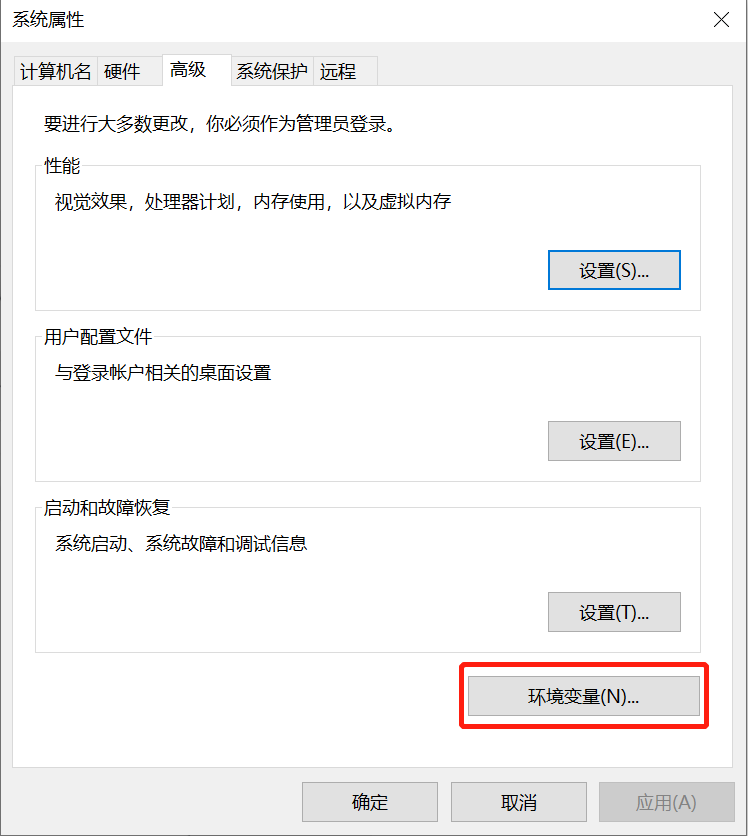 系统属性
计算机名 硬件 高级 系统保护 远程
要进行大多数更改，你必须作为管理员登录。
性能
视觉效果，处理器计划，内存使用，以及虚拟内存
设置(S)...
用户配置文件
与登录帐户相关的桌面设置
设置(E)...
启动和故障恢复
系统启动、系统故障和调试信息
设置(T)...
环境变量(N)...
确定 取消 应用(A)